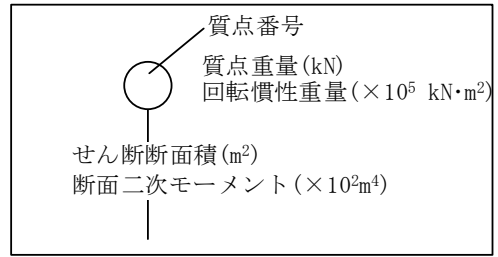 質点番号
質点重量(kN)
回転慣性重量(×10⁵ kN・m²)
せん断断面積(m²)
断面二次モーメント(×10²m⁴)